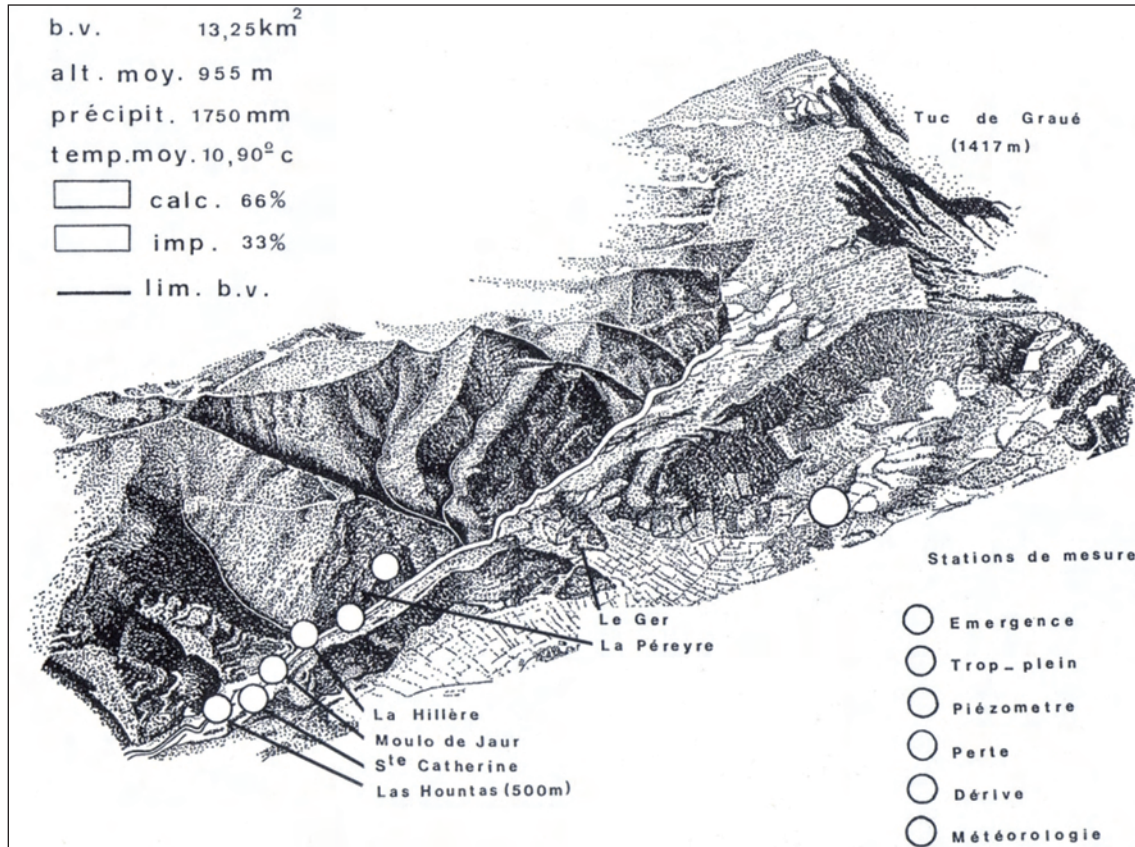 b.v. 13,25km²
alt. moy. 955 m
précipit. 1750 mm
temp.moy. 10,90º c
calc. 66%
imp. 33%
lim. b.v.
Tuc de Graué
(1417m)
Le Ger
La Péreyre
La Hillère
Moulo de Jaur
Ste Catherine
Las Hountas (500m)
Stations de mesure
Emergence
Trop_plein
Piézometre
Perte
Dérive
Météorologie